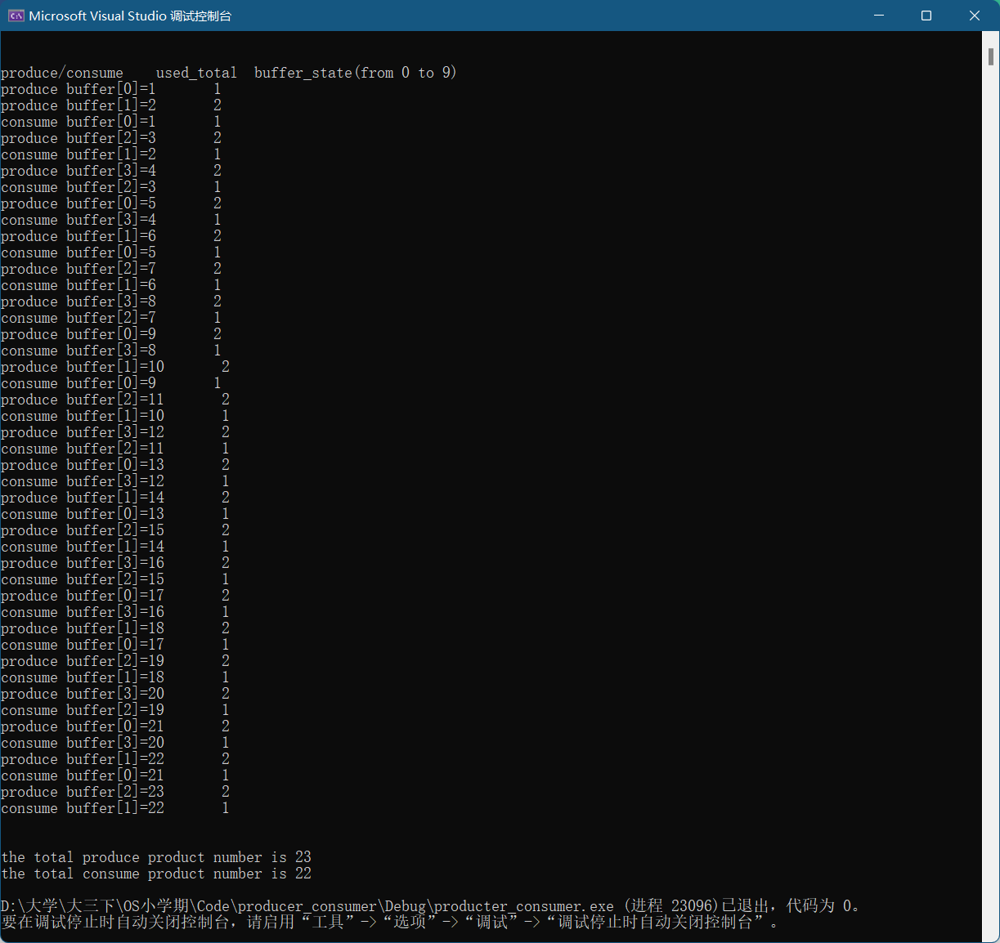 Microsoft Visual Studio 调试控制台
produce/consume    used_total  buffer_state(from 0 to 9)
produce buffer[0]=1       1
produce buffer[1]=2       2
consume buffer[0]=1       1
produce buffer[2]=3       2
consume buffer[1]=2       1
produce buffer[3]=4       2
consume buffer[2]=3       1
produce buffer[0]=5       2
consume buffer[3]=4       1
produce buffer[1]=6       2
consume buffer[0]=5       1
produce buffer[2]=7       2
consume buffer[1]=6       1
produce buffer[3]=8       2
consume buffer[2]=7       1
produce buffer[0]=9       2
consume buffer[3]=8       1
produce buffer[1]=10       2
consume buffer[0]=9       1
produce buffer[2]=11       2
consume buffer[1]=10       1
produce buffer[3]=12       2
consume buffer[2]=11       1
produce buffer[0]=13       2
consume buffer[3]=12       1
produce buffer[1]=14       2
consume buffer[0]=13       1
produce buffer[2]=15       2
consume buffer[1]=14       1
produce buffer[3]=16       2
consume buffer[2]=15       1
produce buffer[0]=17       2
consume buffer[3]=16       1
produce buffer[1]=18       2
consume buffer[0]=17       1
produce buffer[2]=19       2
consume buffer[1]=18       1
produce buffer[3]=20       2
consume buffer[2]=19       1
produce buffer[0]=21       2
consume buffer[3]=20       1
produce buffer[1]=22       2
consume buffer[0]=21       1
produce buffer[2]=23       2
consume buffer[1]=22       1
the total produce product number is 23
the total consume product number is 22
D:\大学\大三下\OS小学期\Code\producer_consumer\Debug\producter_consumer.exe (进程 23096)已退出，代码为 0。
要在调试停止时自动关闭控制台，请启用“工具”->“选项”->“调试”->“调试停止时自动关闭控制台”。